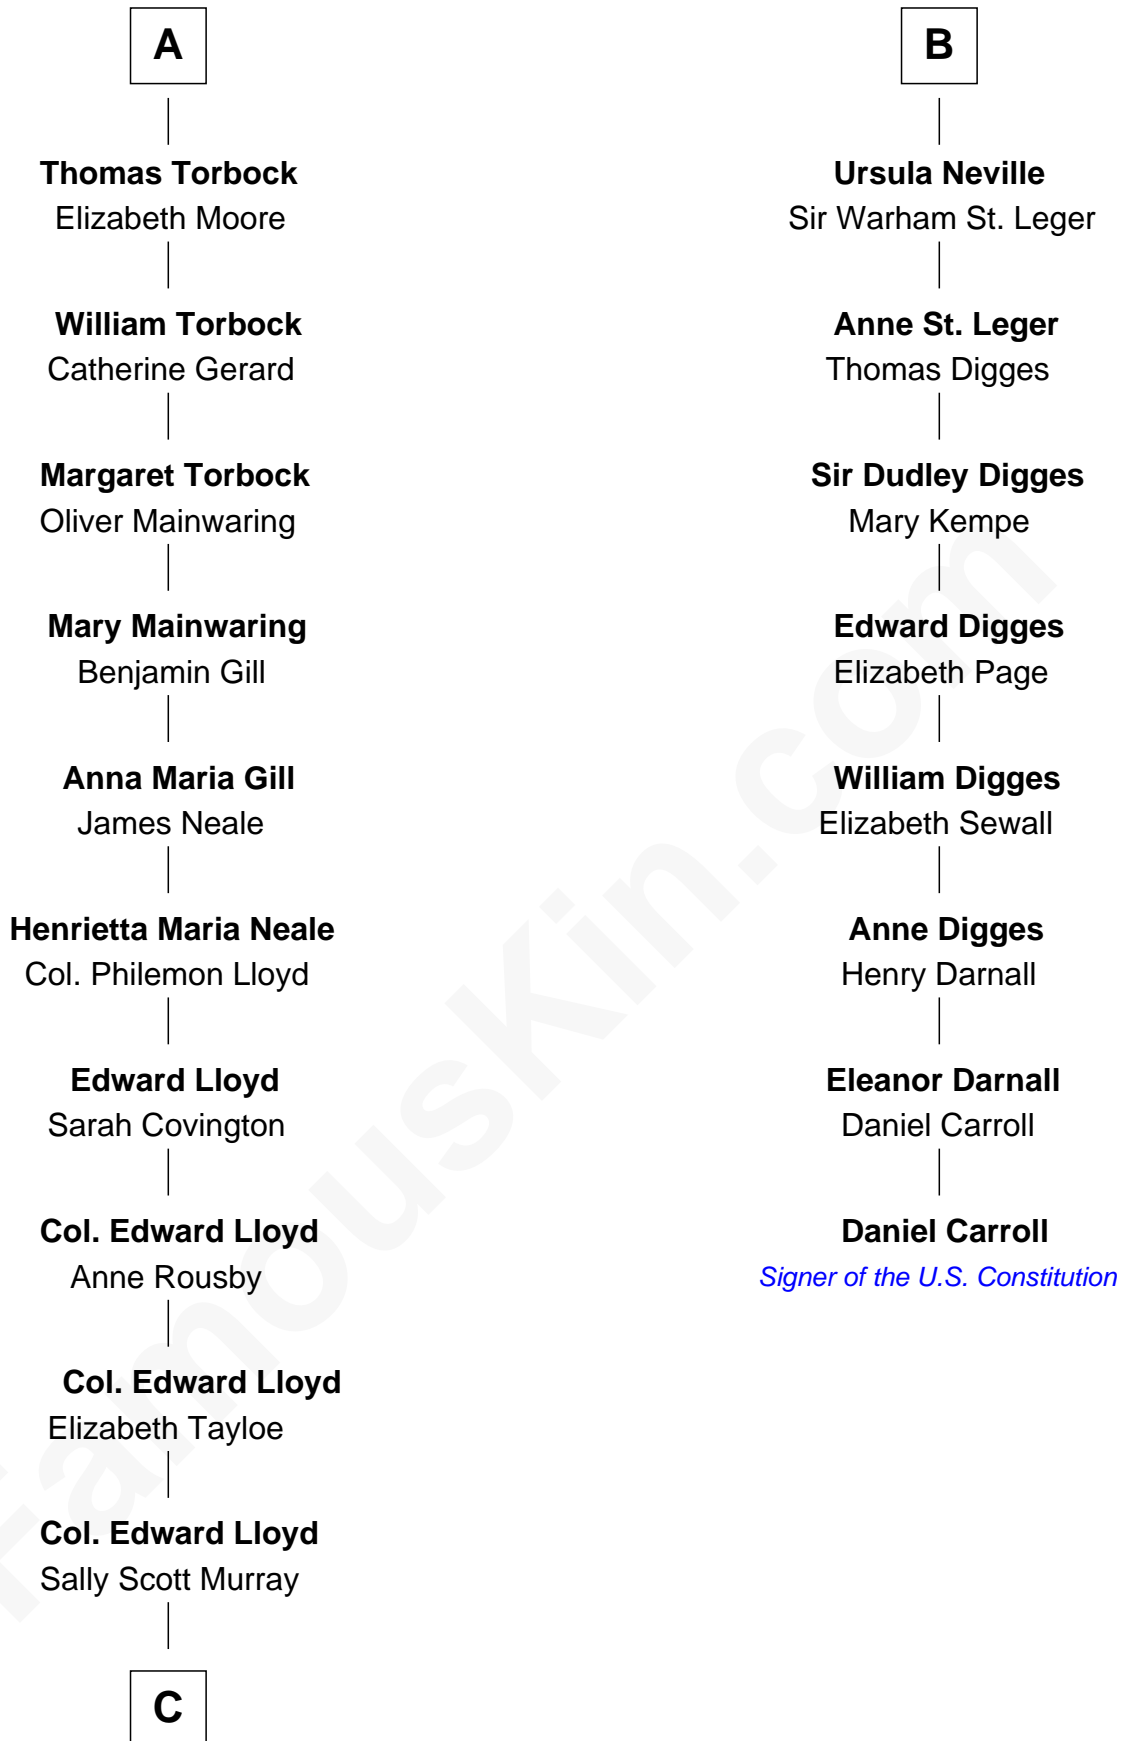 A
Thomas Torbock
Elizabeth Moore
William Torbock
Catherine Gerard
Margaret Torbock
Oliver Mainwaring
Mary Mainwaring
Benjamin Gill
Anna Maria Gill
James Neale
Henrietta Maria Neale
Col. Philemon Lloyd
Edward Lloyd
Sarah Covington
Col. Edward Lloyd
Anne Rousby
Col. Edward Lloyd
Elizabeth Tayloe
Col. Edward Lloyd
Sally Scott Murray
C
B
Ursula Neville
Sir Warham St. Leger
Anne St. Leger
Thomas Digges
Sir Dudley Digges
Mary Kempe
Edward Digges
Elizabeth Page
William Digges
Elizabeth Sewall
Anne Digges
Henry Darnall
Eleanor Darnall
Daniel Carroll
Daniel Carroll
Signer of the U.S. Constitution
FamousKin.com